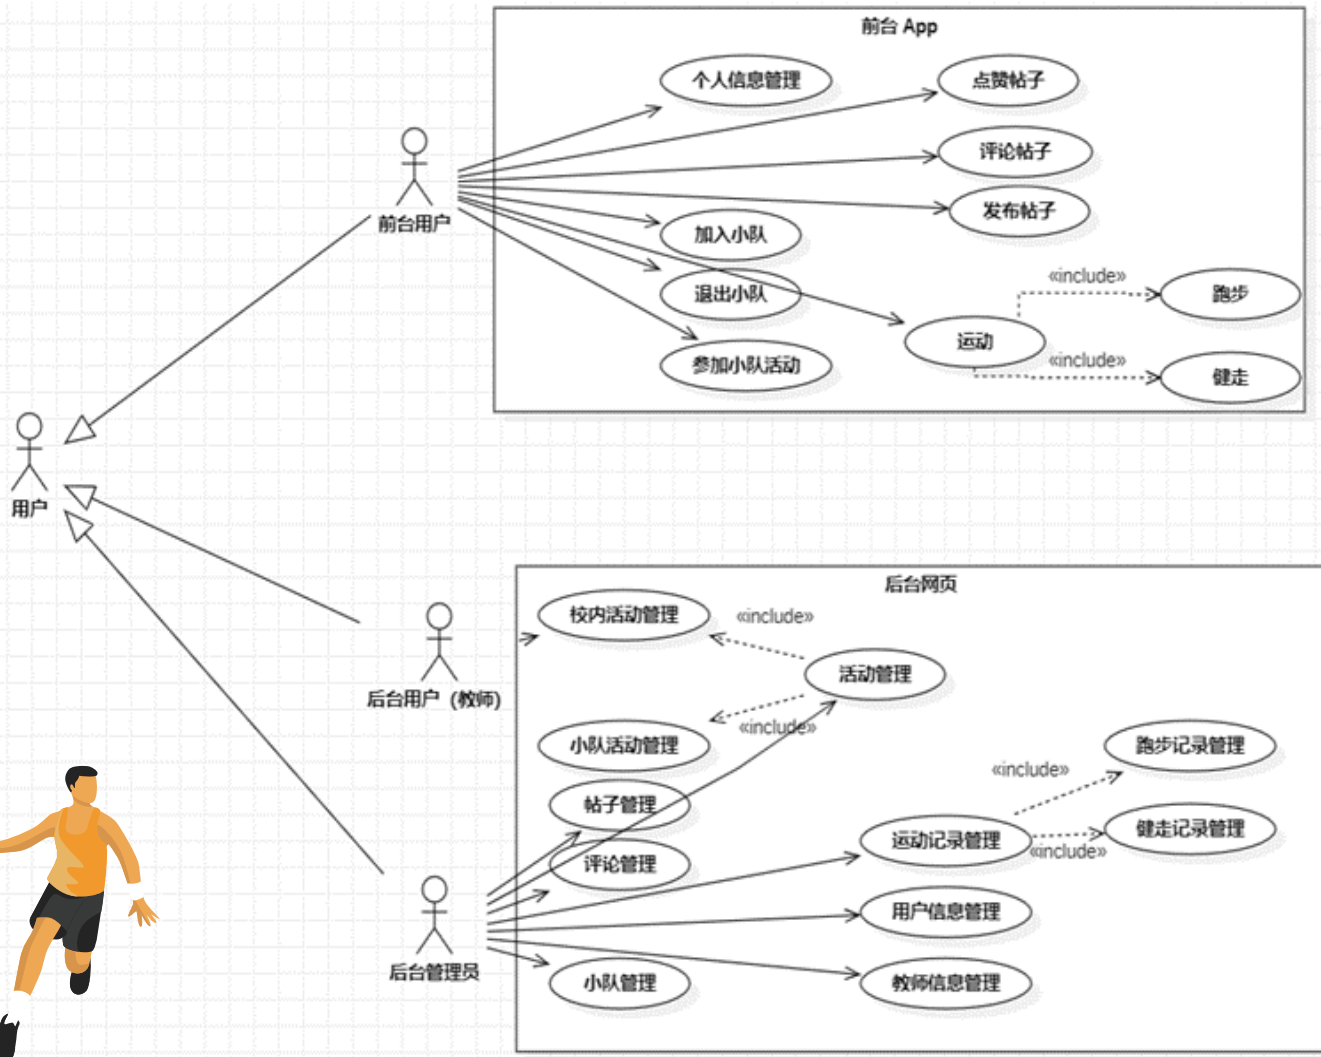 前台 App
个人信息管理
点赞帖子
评论帖子
发布帖子
前台用户
加入小队
«include»
退出小队
跑步
运动
«include»
参加小队活动
健走
用户
后台网页
校内活动管理
«include»
活动管理
后台用户（教师）
«include»
小队活动管理
跑步记录管理
«include»
帖子管理
运动记录管理
健走记录管理
«include»
评论管理
用户信息管理
后台管理员
小队管理
教师信息管理